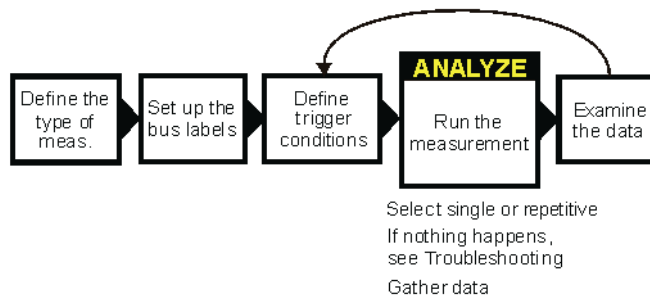 Define the
type of
meas.
Set up the
bus labels
Define
trigger
conditions
ANALYZE
Run the
measurement
Examine
the data
Select single or repetitive
If nothing happens,
see Troubleshooting
Gather data